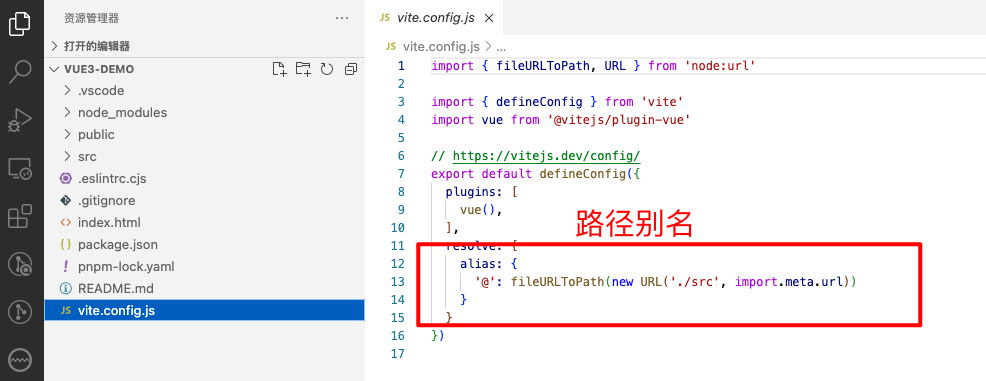 资源管理器
打开的编辑器
VUE3-DEMO
.vscode
node_modules
public
src
.eslintrc.cjs
.gitignore
index.html
package.json
pnpm-lock.yaml
README.md
vite.config.js
JS vite.config.js ×
JS vite.config.js > ...
1 import { fileURLToPath, URL } from 'node:url'
2
3 import { defineConfig } from 'vite'
4 import vue from '@vitejs/plugin-vue'
5
6 // https://vitejs.dev/config/
7 export default defineConfig({
8 plugins: [
9 vue(),
10 ],
路径别名
11 resolve: {
12 alias: {
13 '@': fileURLToPath(new URL('./src', import.meta.url))
14 }
15 }
16 })
17